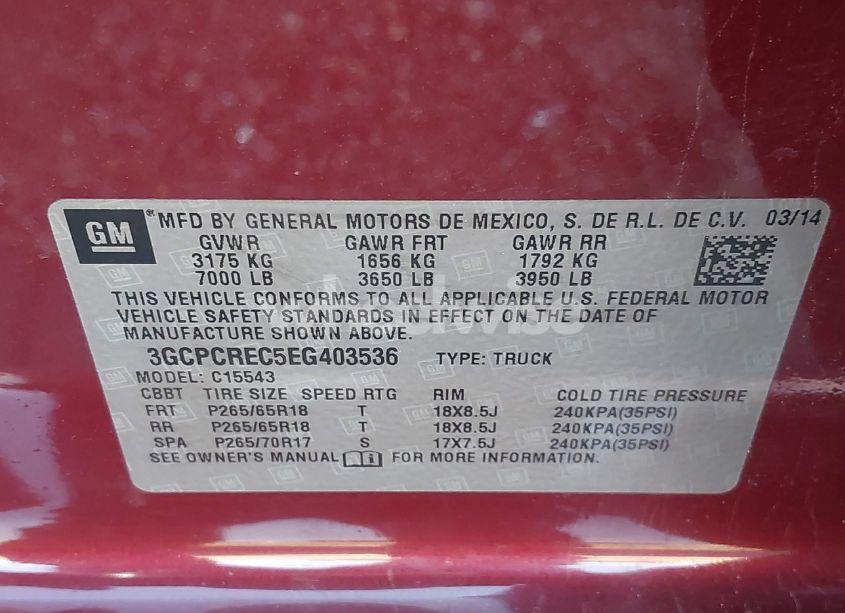 GM ® MFD BY GENERAL MOTORS DE MEXICO, S. DE R.L. DE C.V. 03/14
GVWR GAWR FRT GAWR RR
3175 KG 1656 KG 1792 KG
7000 LB 3650 LB 3950 LB
THIS VEHICLE CONFORMS TO ALL APPLICABLE U.S. FEDERAL MOTOR
VEHICLE SAFETY STANDARDS IN EFFECT ON THE DATE OF
MANUFACTURE SHOWN ABOVE.
3GCPCREC5EG403536 TYPE: TRUCK
MODEL: C15543
CBBT TIRE SIZE SPEED RTG RIM COLD TIRE PRESSURE
FRT P265/65R18 T 18X8.5J 240KPA(35PSI)
RR P265/65R18 T 18X8.5J 240KPA(35PSI)
SPA P265/70R17 S 17X7.5J 240KPA(35PSI)
SEE OWNER'S MANUAL FOR MORE INFORMATION.